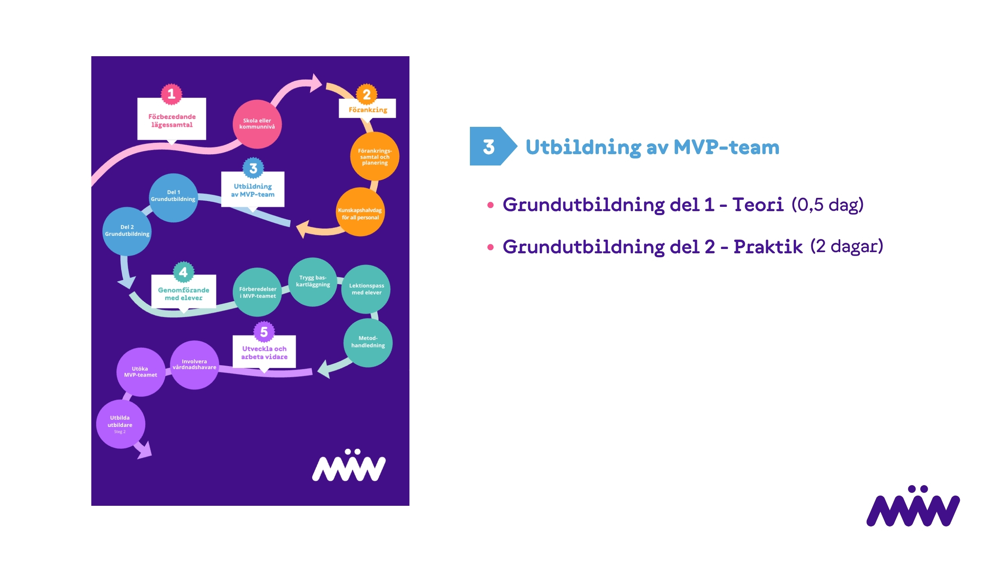 1
Förberedande
lägessamtal
Skola eller
kommunnivå
2
Förankring
Förankrings-
samtal och
planering
Kunskapshalvdag
för all personal
3
Utbildning
av MVP-team
Del 1
Grundutbildning
Del 2
Grundutbildning
4
Genomförande
med elever
Förberedelser
i MVP-teamet
Trygg bas-
kartläggning
Lektionspass
med elever
Metod-
handledning
5
Utveckla och
arbeta vidare
Involvera
vårdnadshavare
Utöka
MVP-teamet
Utbilda
utbildare
Steg 2
MÄN
3 Utbildning av MVP-team
• Grundutbildning del 1 - Teori (0,5 dag)
• Grundutbildning del 2 - Praktik (2 dagar)
MÄN